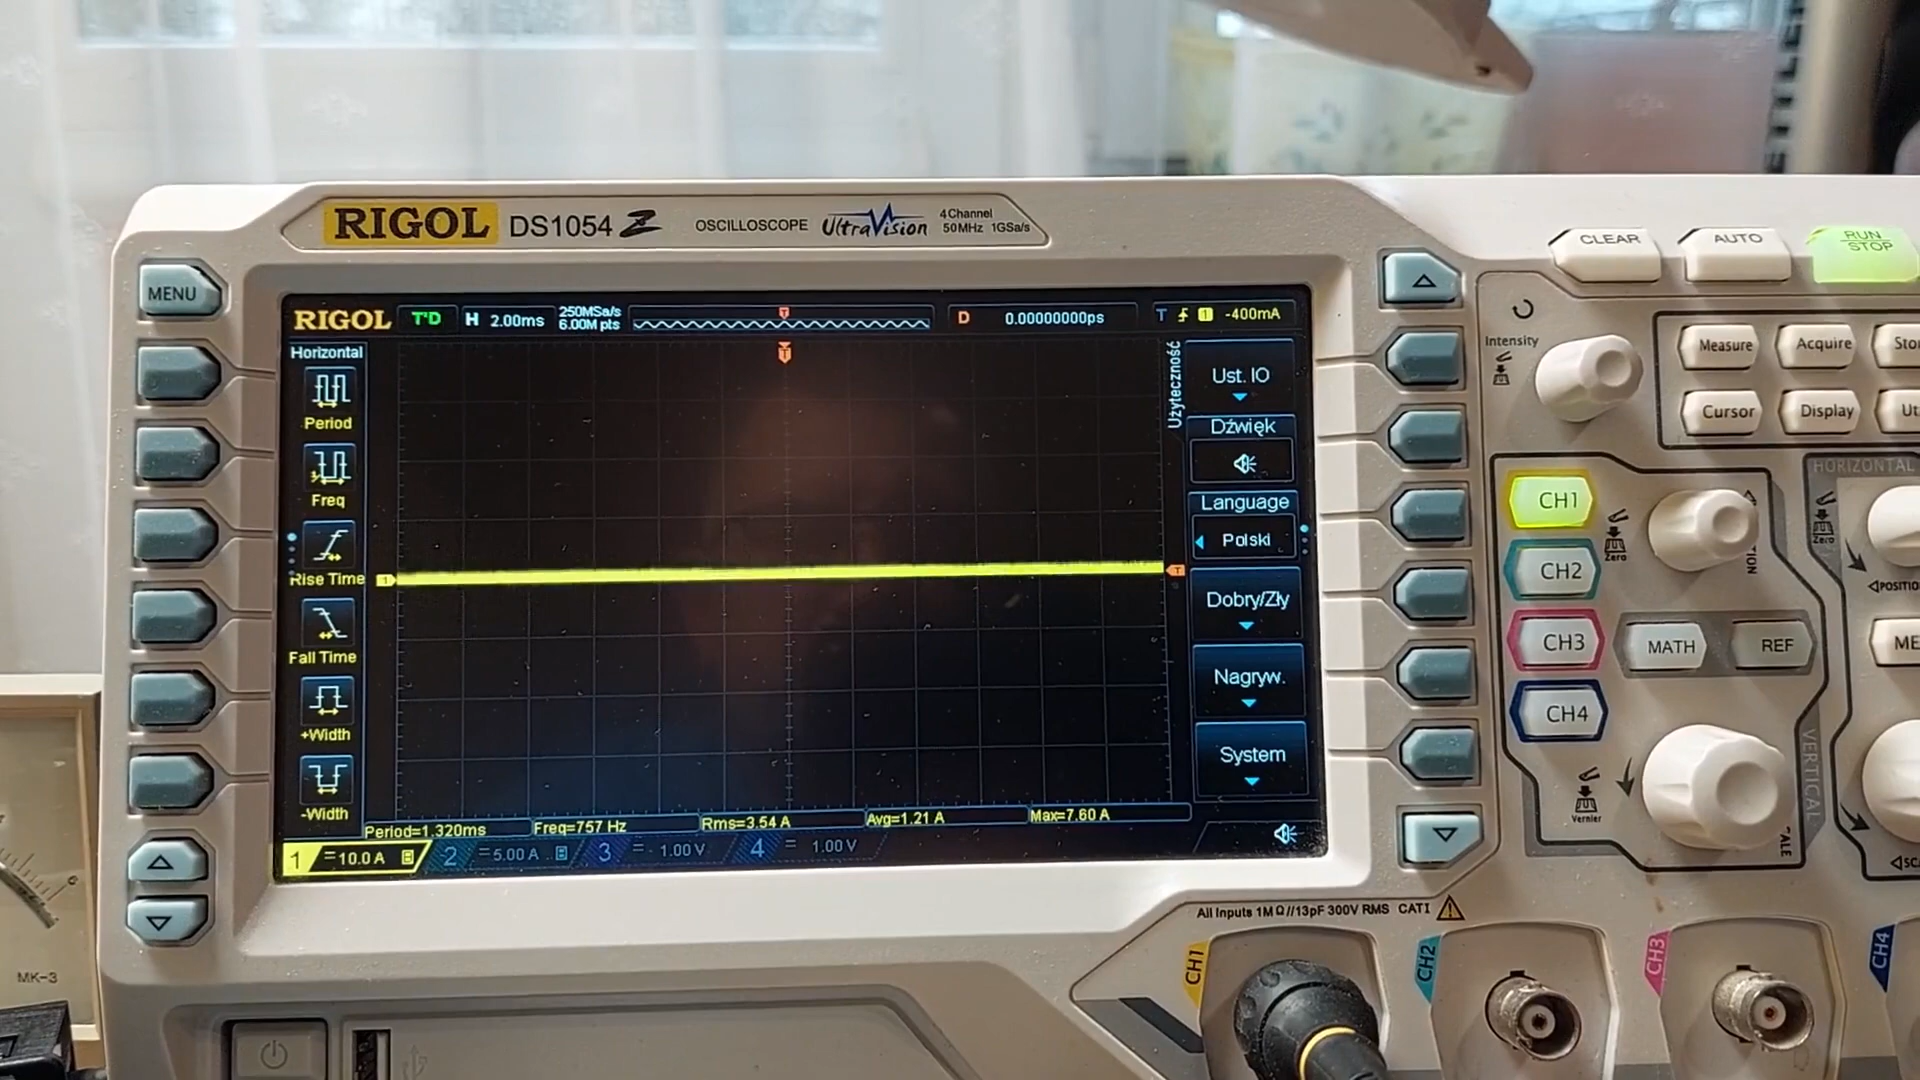 RIGOL DS1054Z OSCILLOSCOPE UltraVision 4 Channel
50MHz 1GSa/s
CLEAR
AUTO
RUN
STOP
MENU
RIGOL T'D H 2.00ms 250MSa/s
6.00M pts
D 0.00000000ps
T 1 -400mA
Horizontal
Period
Freq
Rise Time
Fall Time
+Width
-Width
T
1
T
Użyteczność
Ust. IO
Dźwięk
Language
Polski
Dobry/Zły
Nagryw.
System
Period=1.320ms
Freq=757 Hz
Rms=3.54 A
Avg=1.21 A
Max=7.60 A
1 =10.0 A B
2 =5.00 A B
3 =- 1.00 V
4 = 1.00 V
Intensity
Measure
Acquire
Cursor
Display
HORIZONTAL
CH1
CH2
CH3
CH4
Zero
Zero
MATH
REF
VERTICAL
Vernier
All Inputs 1MΩ//13pF 300V RMS CATI
CH1
CH2
CH3
CH4
MK-3